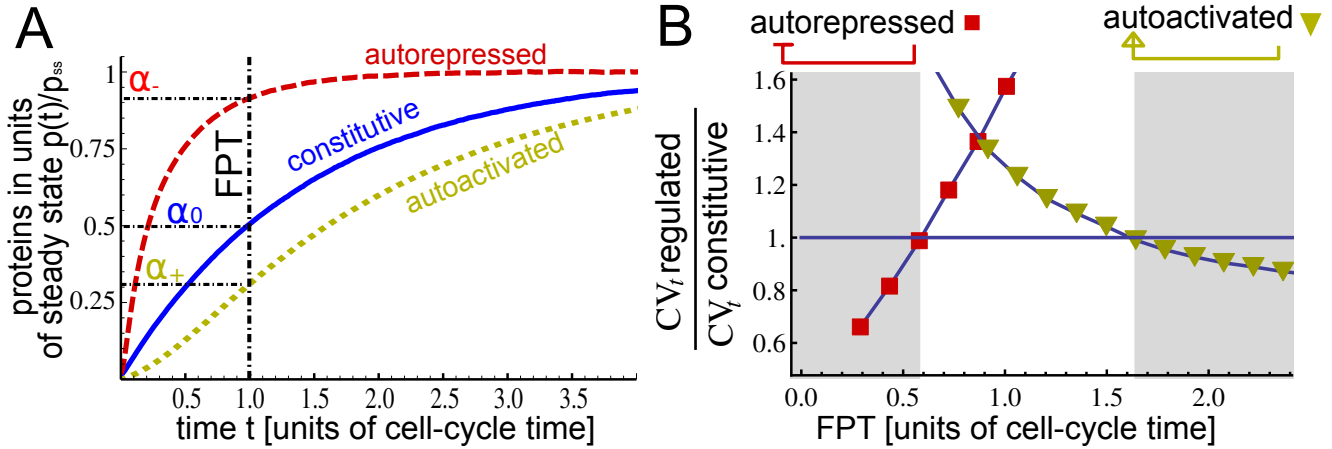 A
proteins in units
of steady state p(t)/pss
1
0.75
0.5
0.25
α-
α0
α+
FPT
autorepressed
constitutive
autoactivated
0.5 1.0 1.5 2.0 2.5 3.0 3.5
time t [units of cell-cycle time]
B
autorepressed
autoactivated
CVt regulated
CVt constitutive
1.6
1.4
1.2
1.
0.8
0.6
0.0 0.5 1.0 1.5 2.0
FPT [units of cell-cycle time]